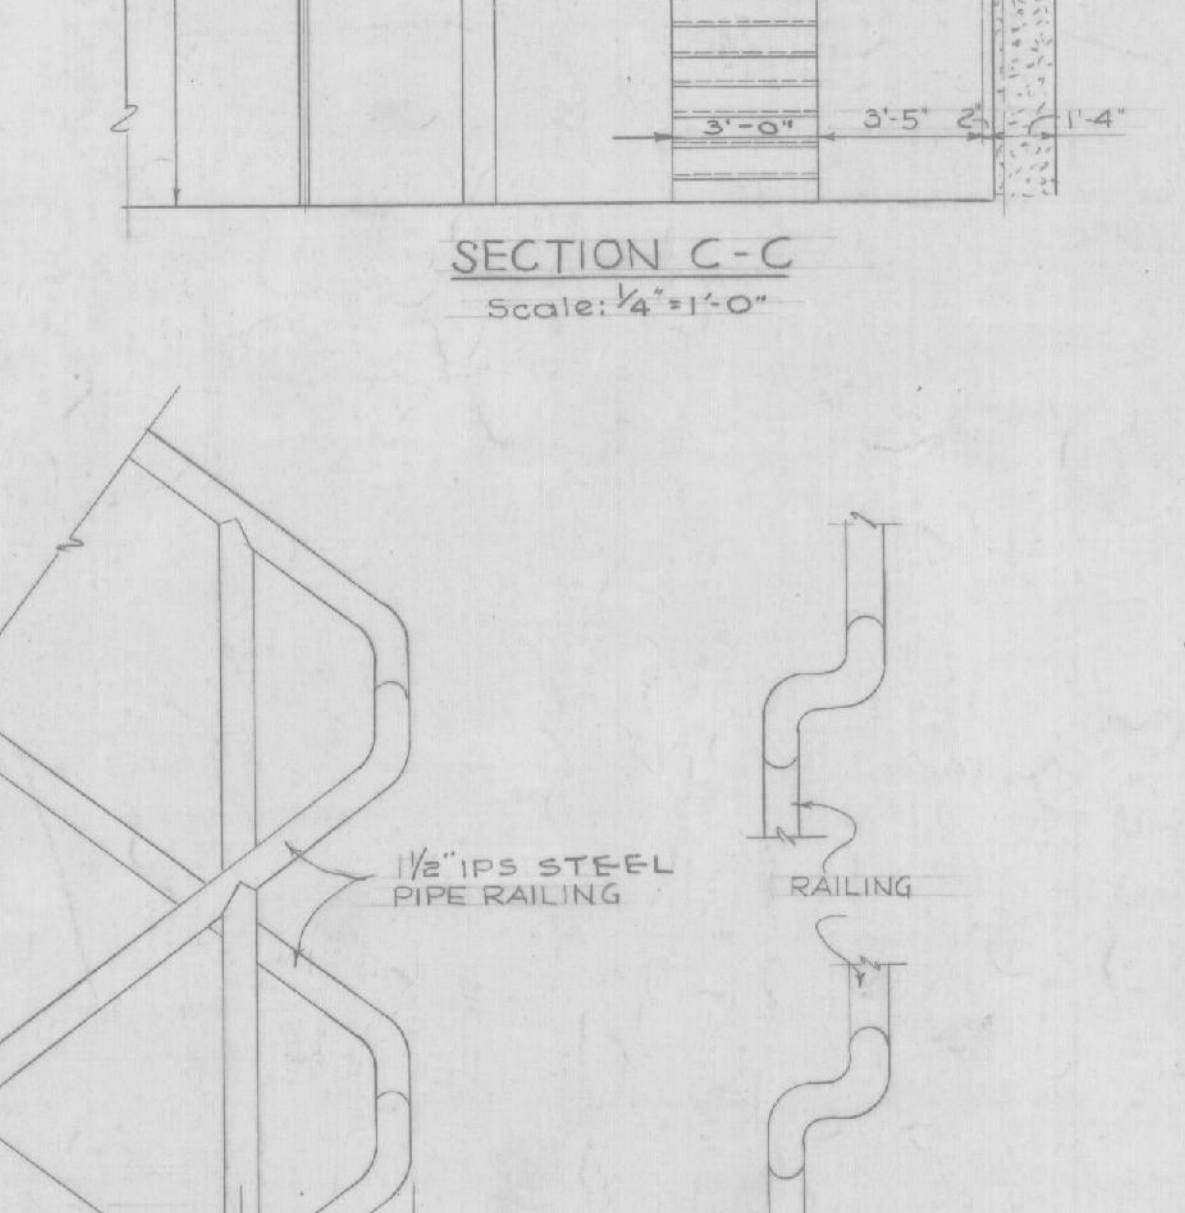 3'-0" 3'-5" 2" 1'-4"
SECTION C-C
Scale: 1/4"=1'-0"
1 1/2" IPS STEEL
PIPE RAILING
RAILING